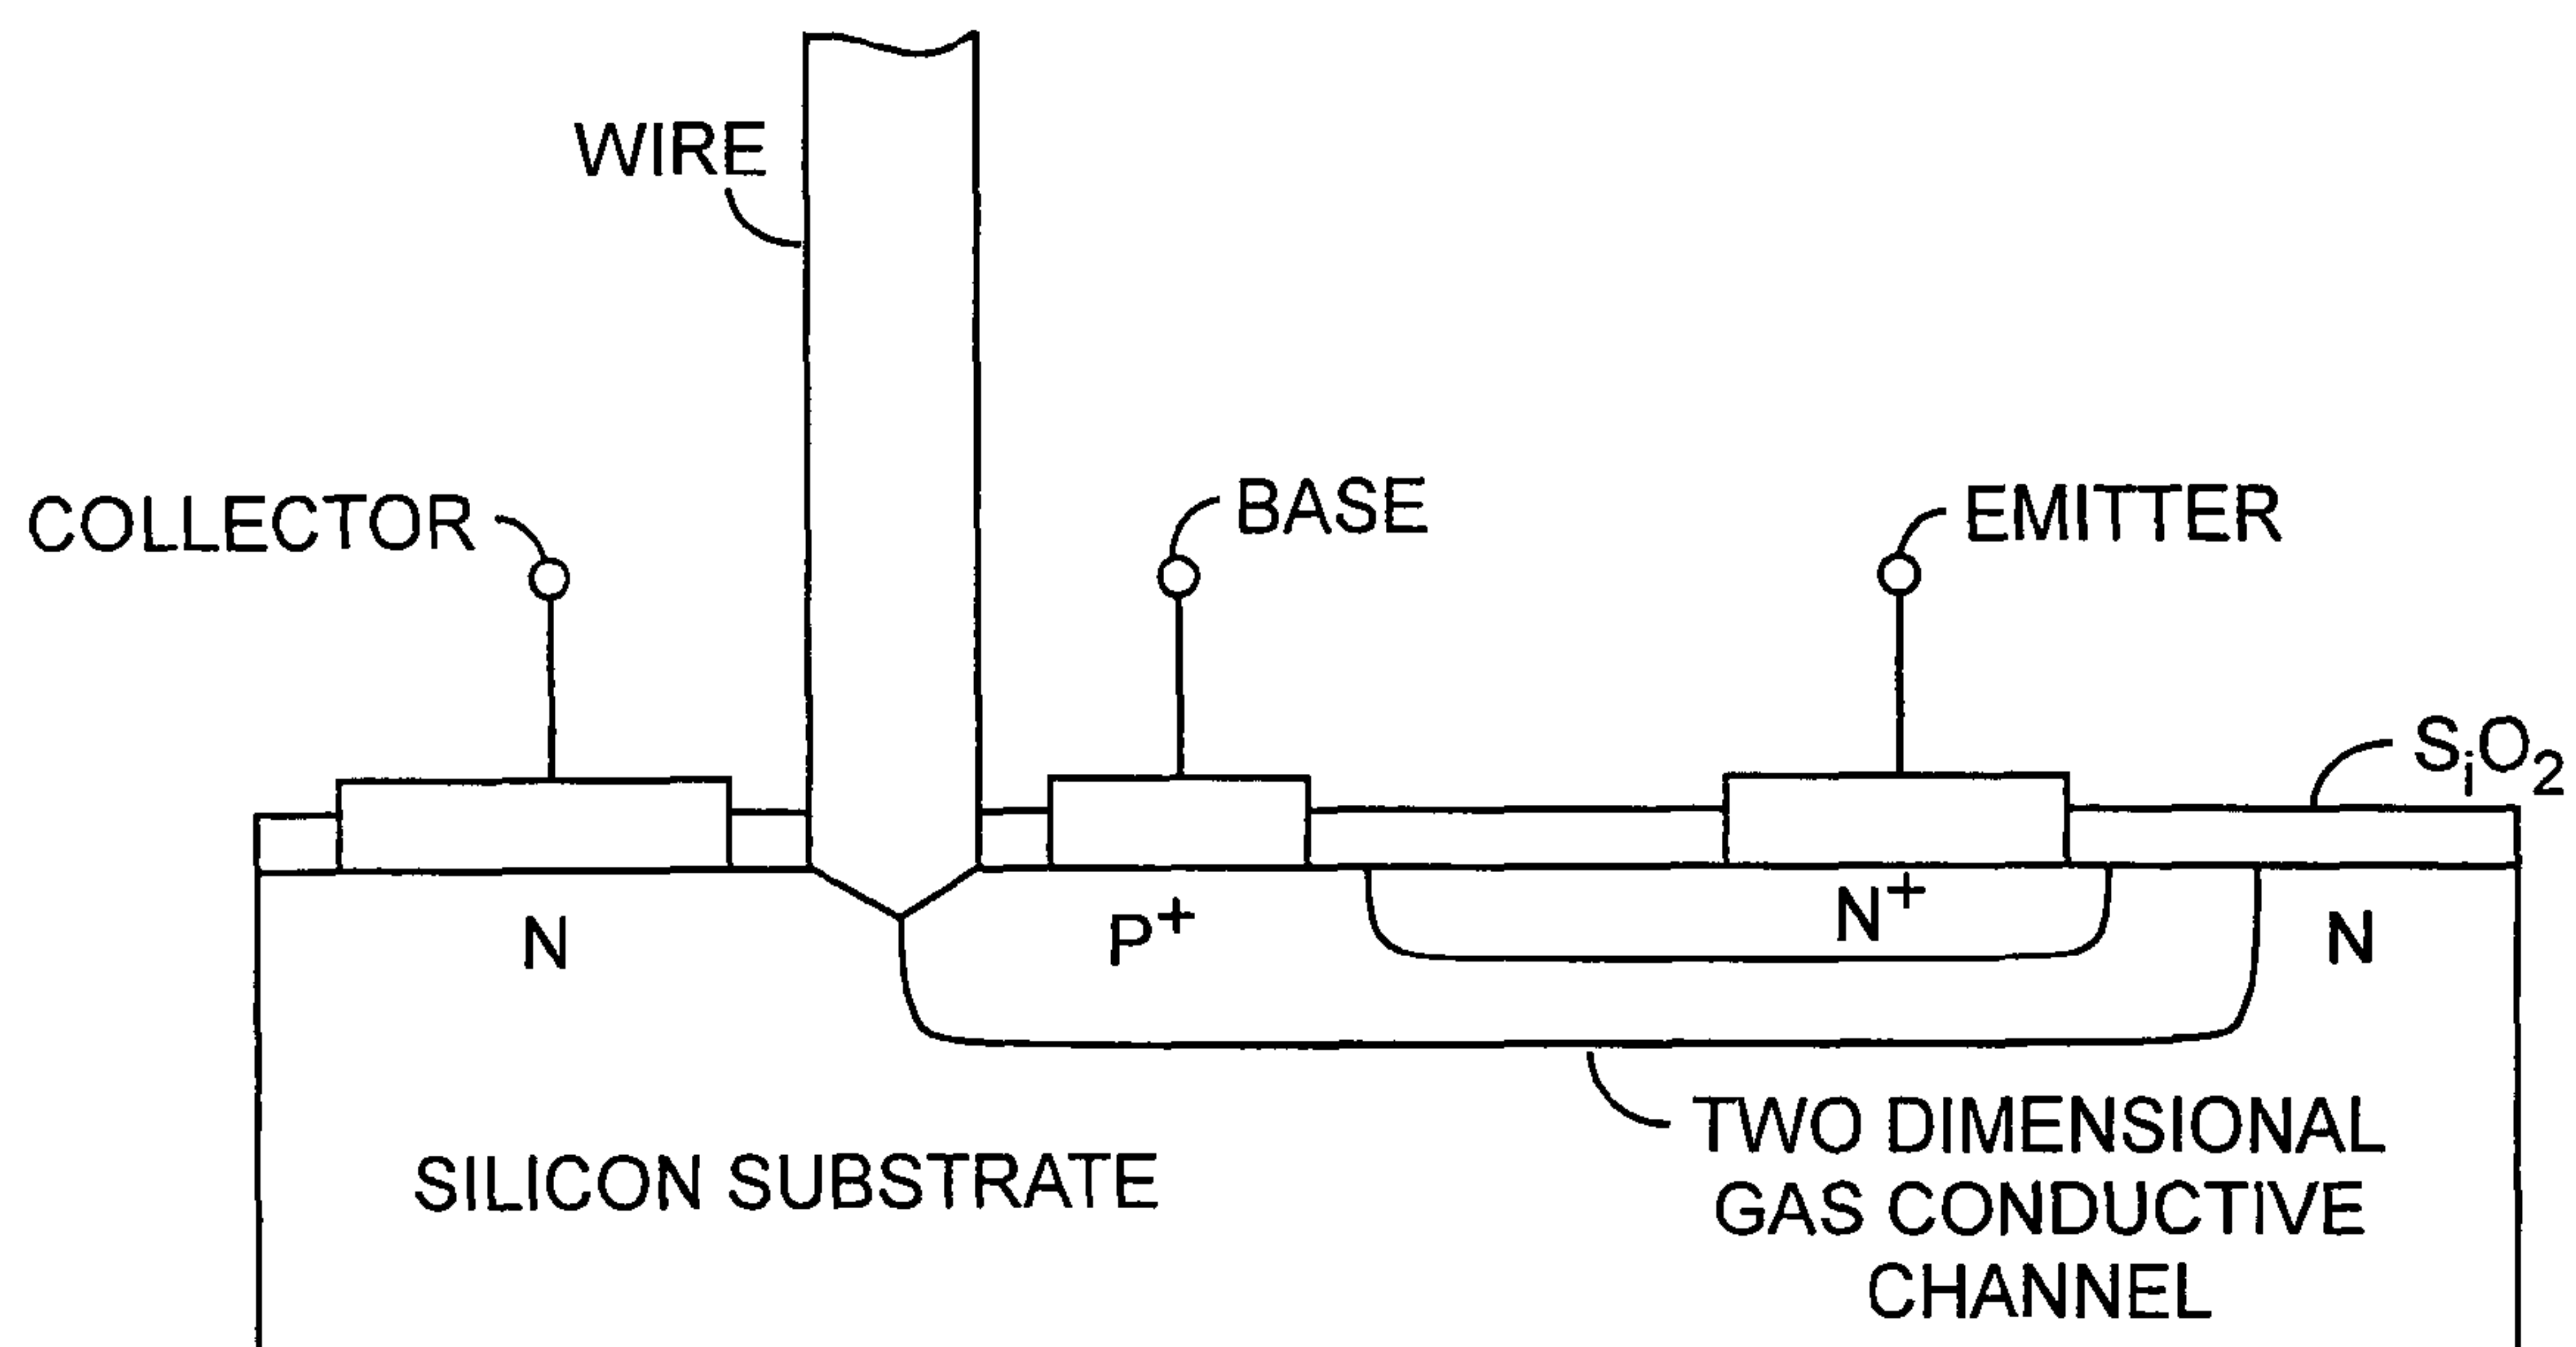 WIRE
COLLECTOR
BASE
EMITTER
SiO2
N
P+
N+
N
SILICON SUBSTRATE
TWO DIMENSIONAL
GAS CONDUCTIVE
CHANNEL